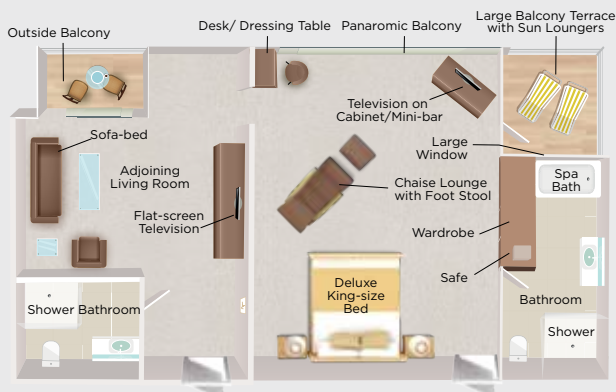 Outside Balcony
Desk/ Dressing Table
Panaromic Balcony
Large Balcony Terrace
with Sun Loungers
Television on
Cabinet/Mini-bar
Sofa-bed
Large
Window
Adjoining
Living Room
Spa
Bath
Chaise Lounge
with Foot Stool
Flat-screen
Television
Wardrobe
Safe
Deluxe
King-size
Bed
Bathroom
Shower Bathroom
Shower